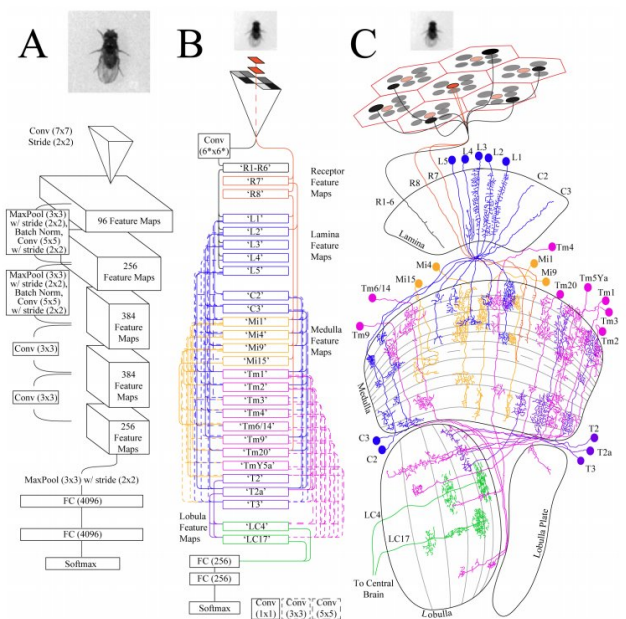 A
Conv (7x7)
Stride (2x2)
96 Feature Maps
MaxPool (3x3)
w/ stride (2x2),
Batch Norm,
Conv (5x5)
w/ stride (2x2)
256
Feature Maps
MaxPool (3x3)
w/ stride (2x2),
Batch Norm,
Conv (5x5)
w/ stride (2x2)
384
Feature
Maps
Conv (3x3)
384
Feature
Maps
Conv (3x3)
256
Feature
Maps
MaxPool (3x3) w/ stride (2x2)
FC (4096)
FC (4096)
Softmax
B
Conv
(6*x6*)
'R1-R6'
'R7'
'R8'
Receptor
Feature
Maps
'L1'
'L2'
'L3'
'L4'
'L5'
Lamina
Feature
Maps
'C2'
'C3'
'Mi1'
'Mi4'
'Mi9'
'Mi15'
'Tm1'
'Tm2'
'Tm3'
'Tm4'
'Tm6/14'
'Tm9'
'Tm20'
'TmY5a'
'T2'
'T2a'
'T3'
Medulla
Feature
Maps
Lobula
Feature
Maps
'LC4'
'LC17'
FC (256)
FC (256)
Softmax
Conv
(1x1)
Conv
(3x3)
Conv
(5x5)
C
L5
L4
L3
L2
L1
R8
R7
R1-6
C2
C3
Lamina
Tm4
Mi4
Mi1
Mi15
Mi9
Tm6/14
Tm20
Tm5Ya
Tm1
Tm3
Tm2
Tm9
Medulla
C3
C2
T2
T2a
T3
LC4
LC17
To Central
Brain
Lobulla
Lobulla Plate